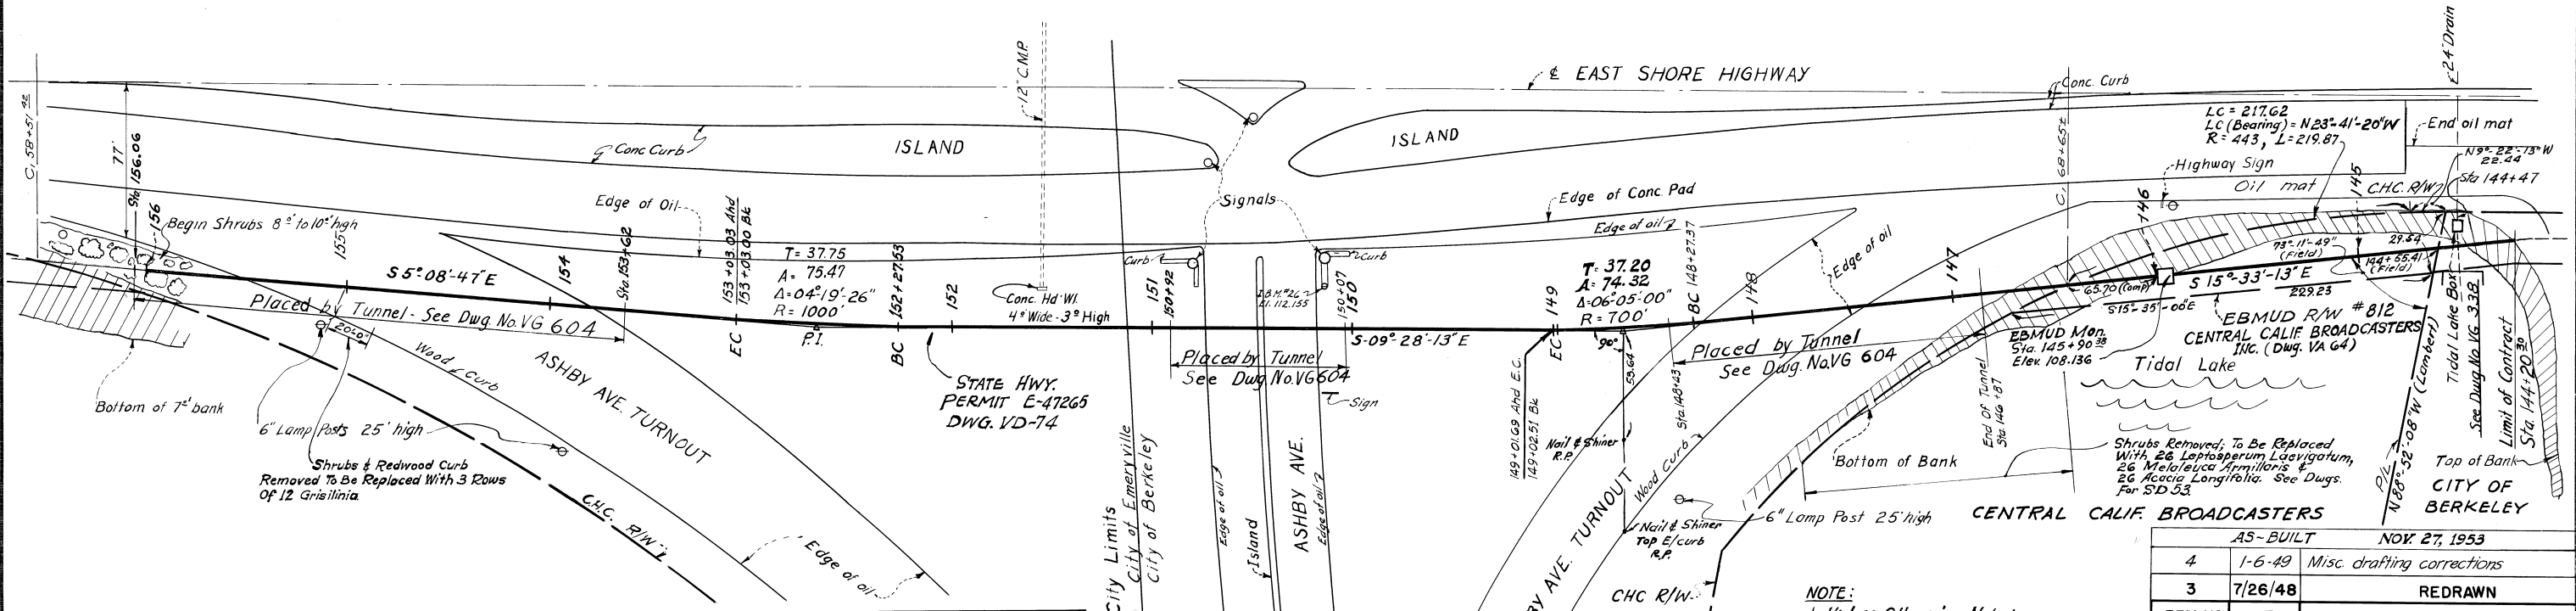 ℄ EAST SHORE HIGHWAY
Conc. Curb
24" Drain
12" C.M.P.
C.I. 58+51 42
77'
Sta. 156.06
156
Begin Shrubs 8'± to 10'± high
155
Conc Curb
ISLAND
ISLAND
Signals
Edge of Oil
Edge of Conc. Pad
Edge of oil
Edge of oil
LC = 217.62
LC (Bearing) = N23°-41'-20"W
R = 443, L = 219.87
End oil mat
N9°-22'-13"W
22.44
Sta 144+47
Highway Sign
Oil mat
C.H.C. R/W
145
146
C.I. 68+65±
S5°08'-47"E
154
Sta. 153+62
153+03.03 Ahd
153+03.00 Bk
EC
T= 37.75
A= 75.47
Δ=04°-19'-26"
R= 1000'
P.I.
BC
152+27.53
152
Conc. Hd Wl.
4'± Wide - 3'± High
Curb
151
150+92
T.B.M. #26
El. 112.155
Curb
150+07
150
S-09°-28'-13"E
T= 37.20
A= 74.32
Δ=06°-05'-00"
R= 700'
EC
149
BC 148+27.37
148
147
90°
53.64
73°-11'-49"
(Field)
29.54
144+55.41
(Field)
65.70 (Comp)
S 15°-33'-13" E
229.23
S15°-35'-00"E
EBMUD R/W #812
CENTRAL CALIF. BROADCASTERS
INC. (Dwg. VA 64)
EBMUD Mon.
Sta. 145+90 38
Elev. 108.136
Tidal Lake
Placed by Tunnel - See Dwg. No. VG 604
20'-0"
Wood Curb
ASHBY AVE. TURNOUT
Bottom of 7'± bank
6" Lamp Posts 25' high
Shrubs & Redwood Curb
Removed To Be Replaced With 3 Rows
Of 12 Grisilinia.
C.H.C. R/W
Edge of oil
STATE HWY.
PERMIT E-47265
DWG. VD-74
Placed by Tunnel
See Dwg No. VG 604
Sign
City Limits
City of Emeryville
City of Berkeley
Edge of oil
Island
ASHBY AVE.
Edge of oil
149+01.69 Ahd E.C.
149+02.51 Bk
Nail & Shiner
R.P.
Placed by Tunnel
See Dwg. No. VG 604
Sta. 148+43
End Of Tunnel
Sta. 146+87
Wood Curb
Nail & Shiner
Top E/curb
R.P.
6" Lamp Post 25' high
Bottom of Bank
Shrubs Removed; To Be Replaced
With 26 Leptosperum Laevigatum,
26 Melaleuca Armillaris &
26 Acacia Longifolia. See Dwgs.
For SD 53.
CENTRAL CALIF. BROADCASTERS
P/L
N88°-52'-08"W (Lambert)
Tidal Lake Box
See Dwg. No. VG 338
Limit of Contract
Sta. 144+20 30
Top of Bank
CITY OF
BERKELEY
BY AVE. TURNOUT
CHC R/W
NOTE:
AS-BUILT NOV. 27, 1953
4 1-6-49 Misc. drafting corrections
3 7/26/48 REDRAWN